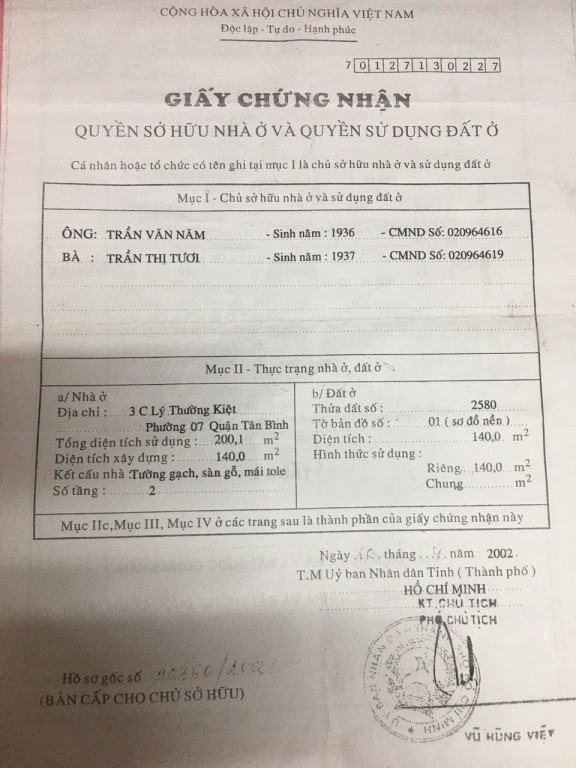 CỘNG HÒA XÃ HỘI CHỦ NGHĨA VIỆT NAM
Độc lập - Tự do - Hạnh phúc
7 0 1 2 7 1 3 0 2 2 7
GIẤY CHỨNG NHẬN
QUYỀN SỞ HỮU NHÀ Ở VÀ QUYỀN SỬ DỤNG ĐẤT Ở
Cá nhân hoặc tổ chức có tên ghi tại mục I là chủ sở hữu nhà ở và sử dụng đất ở
Mục I - Chủ sở hữu nhà ở và sử dụng đất ở
ÔNG: TRẦN VĂN NĂM - Sinh năm : 1936 - CMND Số: 020964616
BÀ : TRẦN THỊ TƯƠI - Sinh năm : 1937 - CMND Số: 020964619
Mục II - Thực trạng nhà ở, đất ở
a/ Nhà ở
Địa chỉ : 3 C Lý Thường Kiệt
Phường 07 Quận Tân Bình
Tổng diện tích sử dụng : 200,1 m²
Diện tích xây dựng : 140,0 m²
Kết cấu nhà : Tường gạch, sàn gỗ, mái tole
Số tầng : 2
b/ Đất ở
Thửa đất số : 2580
Tờ bản đồ số : 01 ( sơ đồ nền )
Diện tích : 140,0 m²
Hình thức sử dụng :
Riêng 140,0 m²
Chung m²
Mục IIc, Mục III, Mục IV ở các trang sau là thành phần của giấy chứng nhận này
Ngày tháng năm 2002.
T.M Uỷ ban Nhân dân Tỉnh ( Thành phố )
HỒ CHÍ MINH
KT.CHỦ TỊCH
PHÓ CHỦ TỊCH
Hồ sơ gốc số
(BẢN CẤP CHO CHỦ SỞ HỮU)
VŨ HÙNG VIỆT